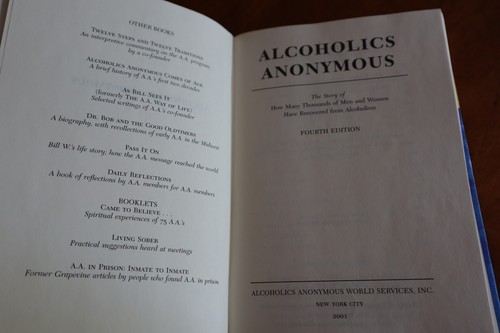 OTHER BOOKS
TWELVE STEPS AND TWELVE TRADITIONS
An interpretive commentary on the A.A. program
by a co-founder
ALCOHOLICS ANONYMOUS COMES OF AGE
A brief history of A.A.'s first two decades
AS BILL SEES IT
(formerly THE A.A. WAY OF LIFE)
Selected writings of A.A.'s co-founder
DR. BOB AND THE GOOD OLDTIMERS
A biography, with recollections of early A.A. in the Midwest
PASS IT ON
Bill W.'s life story; how the A.A. message reached the world
DAILY REFLECTIONS
A book of reflections by A.A. members for A.A. members
BOOKLETS
CAME TO BELIEVE . . .
Spiritual experiences of 75 A.A.'s
LIVING SOBER
Practical suggestions heard at meetings
A.A. IN PRISON: INMATE TO INMATE
Former Grapevine articles by people who found A.A. in prison
ALCOHOLICS
ANONYMOUS
The Story of
How Many Thousands of Men and Women
Have Recovered from Alcoholism
FOURTH EDITION
ALCOHOLICS ANONYMOUS WORLD SERVICES, INC.
NEW YORK CITY
2001